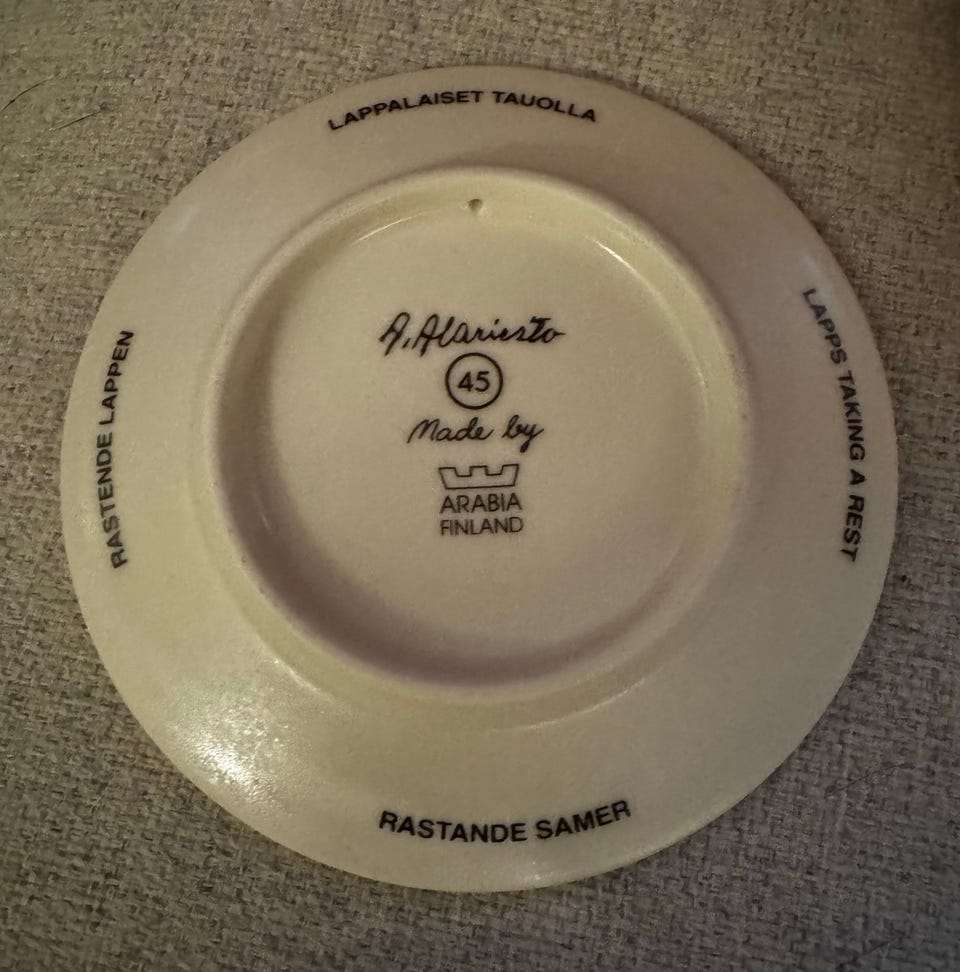 LAPPALAISET TAUOLLA
LAPPS TAKING A REST
RASTANDE SAMER
RASTENDE LAPPEN
A. Alariesto
45
Made by
ARABIA
FINLAND